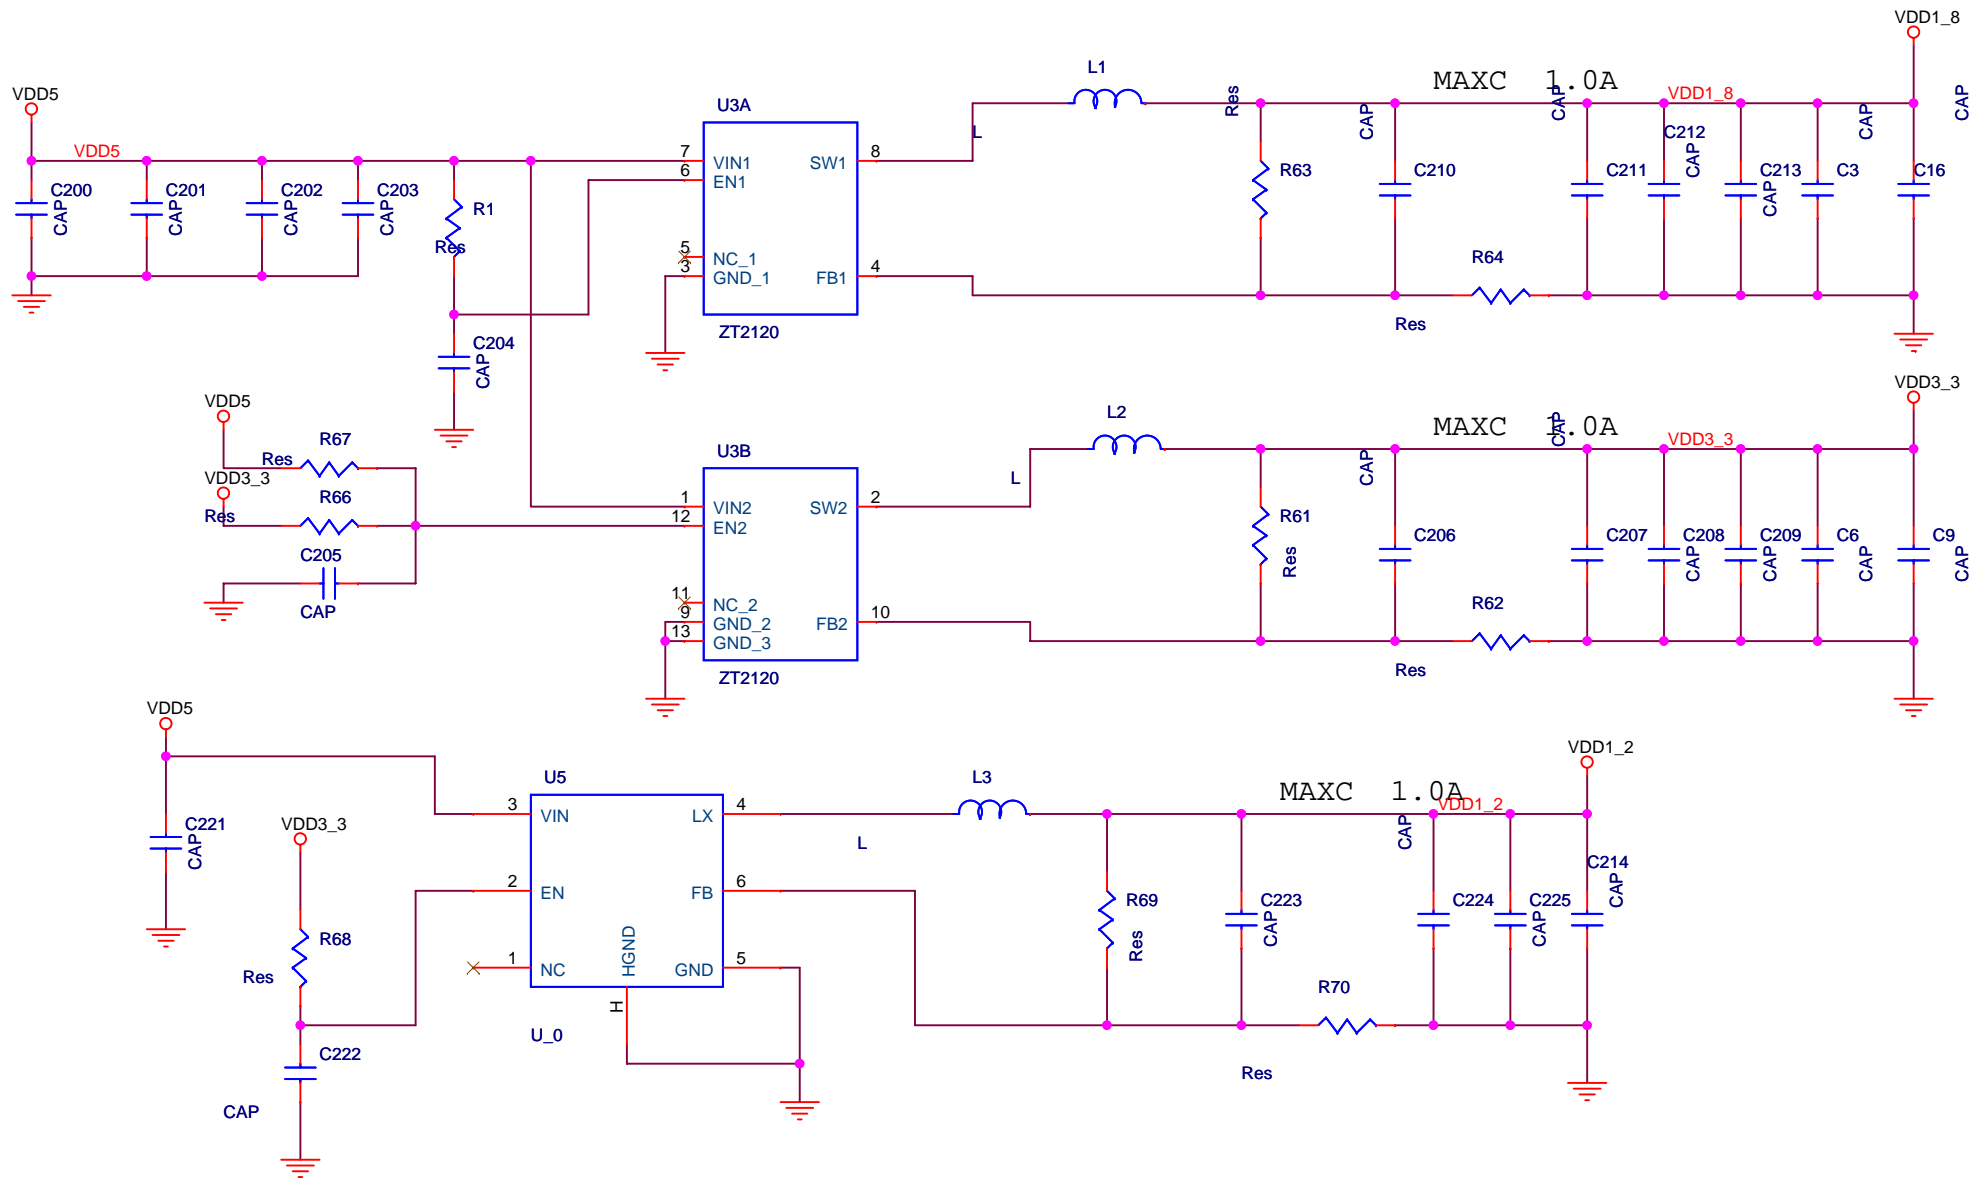 VDD1_8
L1
MAXC 1.0A
VDD5
U3A
Res
CAP
CAP
VDD1_8
CAP
CAP
L
C212
VDD5
7
VIN1
SW1
8
6
EN1
R63
C210
C211
CAP
C213
CAP
C3
C16
C200
CAP
C201
CAP
C202
CAP
C203
CAP
R1
Res
5
NC_1
3
GND_1
FB1
4
R64
Res
ZT2120
C204
CAP
VDD3_3
VDD5
L2
MAXC 1.0A
CAP
VDD3_3
R67
Res
U3B
CAP
VDD3_3
L
R66
Res
1
VIN2
SW2
2
12
EN2
R61
Res
C206
C207
C208
CAP
C209
CAP
C6
CAP
C9
CAP
C205
CAP
11
NC_2
9
GND_2
FB2
10
13
GND_3
R62
Res
ZT2120
VDD5
VDD1_2
U5
L3
MAXC 1.0A
VDD1_2
3
VIN
LX
4
C221
CAP
VDD3_3
L
CAP
C214
CAP
2
EN
FB
6
R69
Res
C223
CAP
C224
C225
CAP
R68
Res
HGND
1
NC
GND
5
R70
H
U_0
C222
Res
CAP